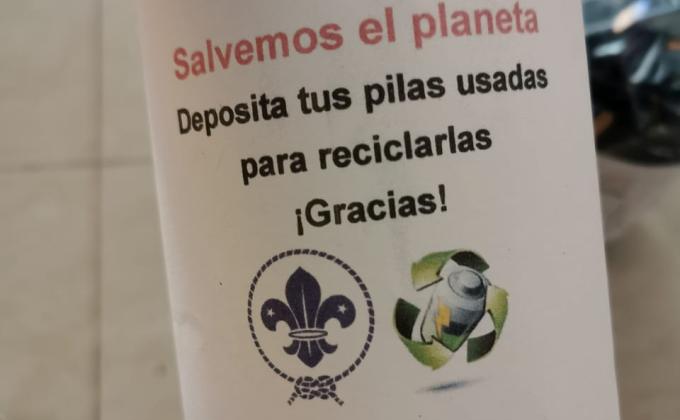 Salvemos el planeta
Deposita tus pilas usadas
para reciclarlas
¡Gracias!